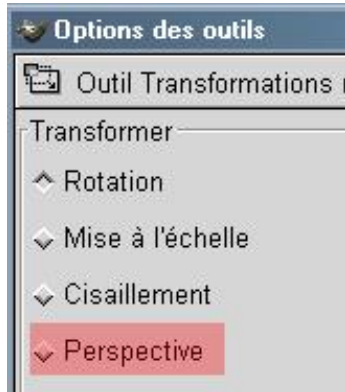 Options des outils
Outil Transformations
Transformer
Rotation
Mise à l'échelle
Cisaillement
Perspective